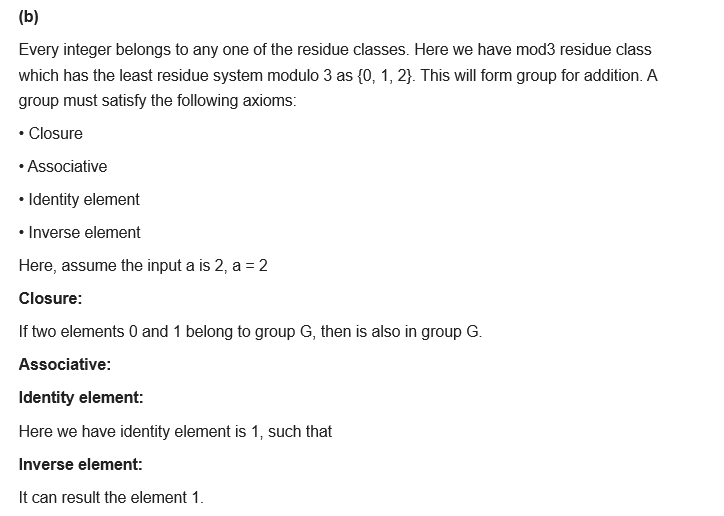 (b)
Every integer belongs to any one of the residue classes. Here we have mod3 residue class
which has the least residue system modulo 3 as {0, 1, 2}. This will form group for addition. A
group must satisfy the following axioms:
• Closure
• Associative
• Identity element
• Inverse element
Here, assume the input a is 2, a = 2
Closure:
If two elements 0 and 1 belong to group G, then is also in group G.
Associative:
Identity element:
Here we have identity element is 1, such that
Inverse element:
It can result the element 1.